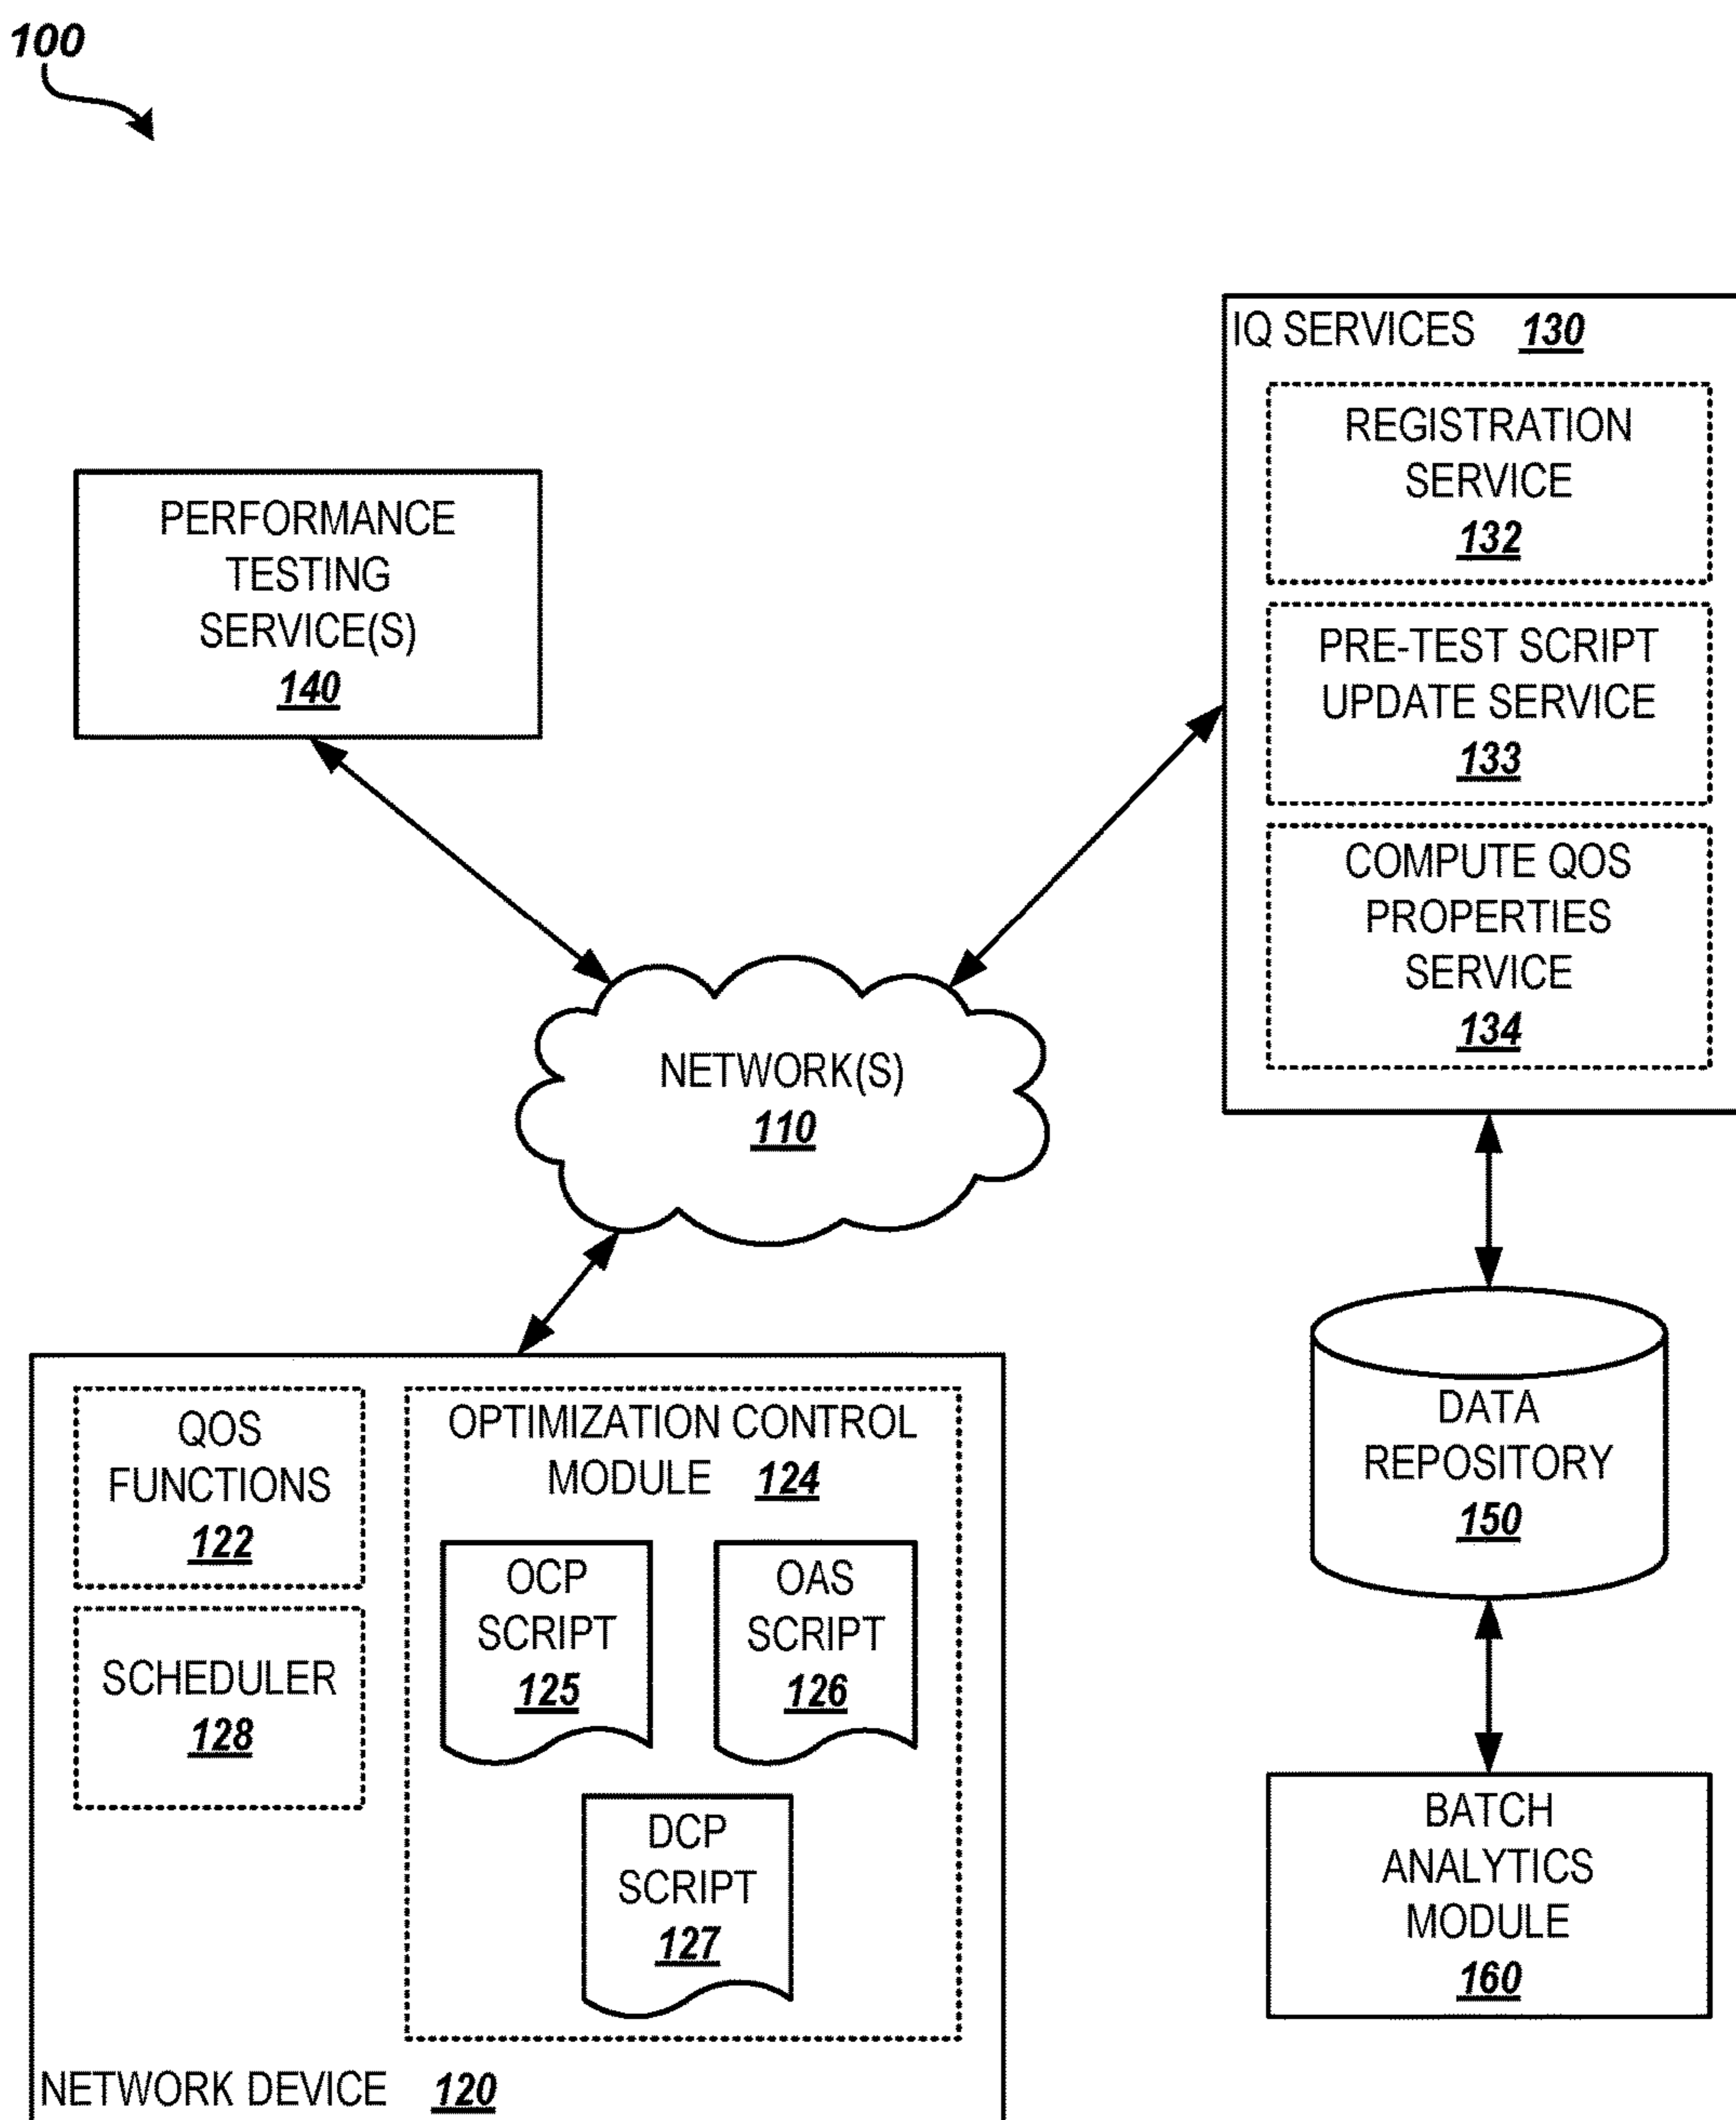 100
IQ SERVICES 130
REGISTRATION
SERVICE
132
PRE-TEST SCRIPT
UPDATE SERVICE
133
COMPUTE QOS
PROPERTIES
SERVICE
134
PERFORMANCE
TESTING
SERVICE(S)
140
NETWORK(S)
110
QOS
FUNCTIONS
122
SCHEDULER
128
OPTIMIZATION CONTROL
MODULE 124
OCP
SCRIPT
125
OAS
SCRIPT
126
DCP
SCRIPT
127
NETWORK DEVICE 120
DATA
REPOSITORY
150
BATCH
ANALYTICS
MODULE
160